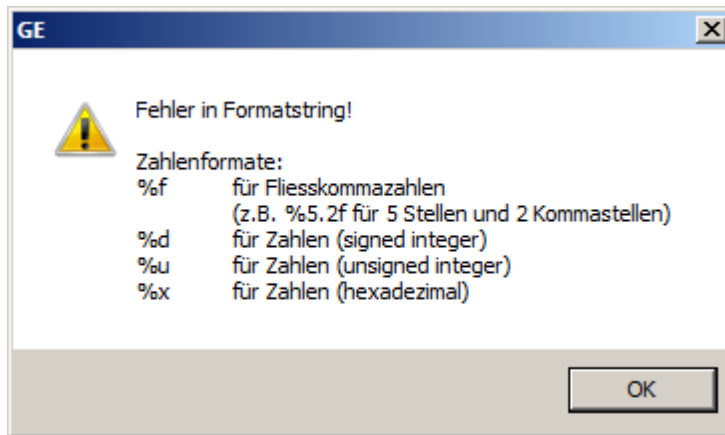 GE
Fehler in Formatstring!
Zahlenformate:
%f für Fliesskommazahlen
(z.B. %5.2f für 5 Stellen und 2 Kommastellen)
%d für Zahlen (signed integer)
%u für Zahlen (unsigned integer)
%x für Zahlen (hexadezimal)
OK